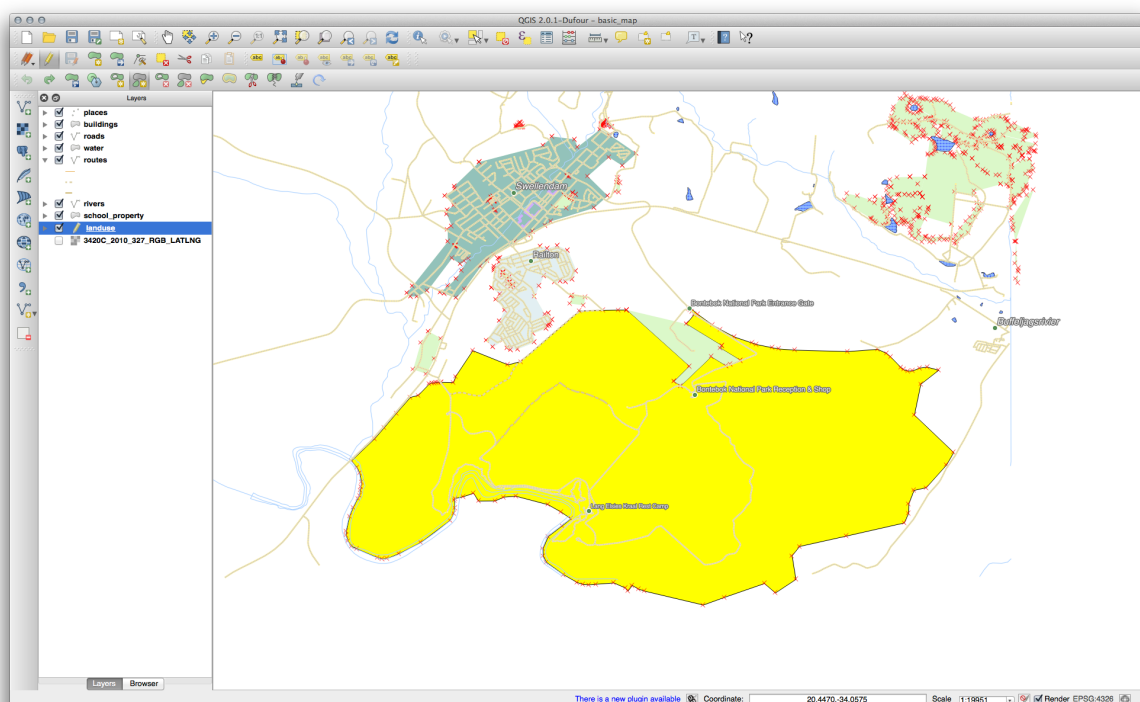 QGIS 2.0.1-Dufour - basic_map
Layers
places
buildings
roads
water
routes
rivers
school_property
landuse
3420C_2010_327_RGB_LATLNG
Swellendam
Railton
Bontebok National Park Entrance Gate
Buffeljagsrivier
Bontebok National Park Reception & Shop
Lang Elsies Kraal Rest Camp
Layers
Browser
There is a new plugin available
Coordinate:
20.4470,-34.0575
Scale
1:19951
Render
EPSG:4326